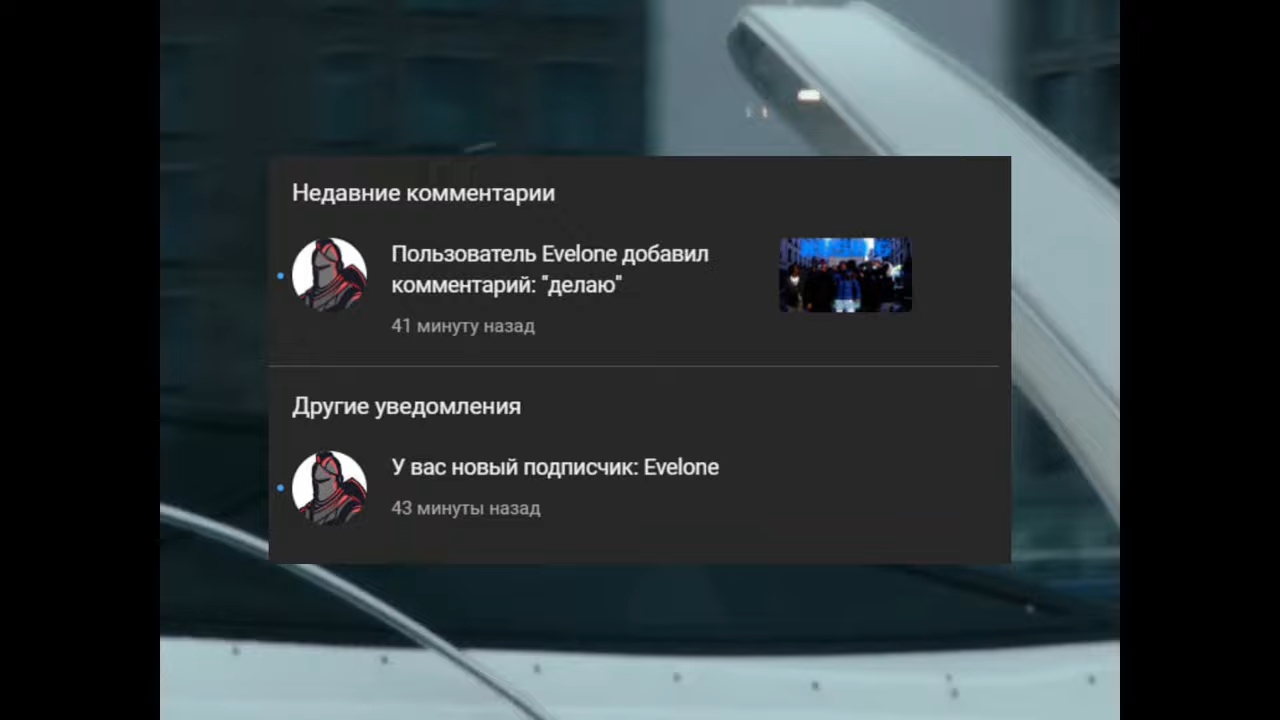 Недавние комментарии
Пользователь Evelone добавил
комментарий: "делаю"
41 минуту назад
Другие уведомления
У вас новый подписчик: Evelone
43 минуты назад